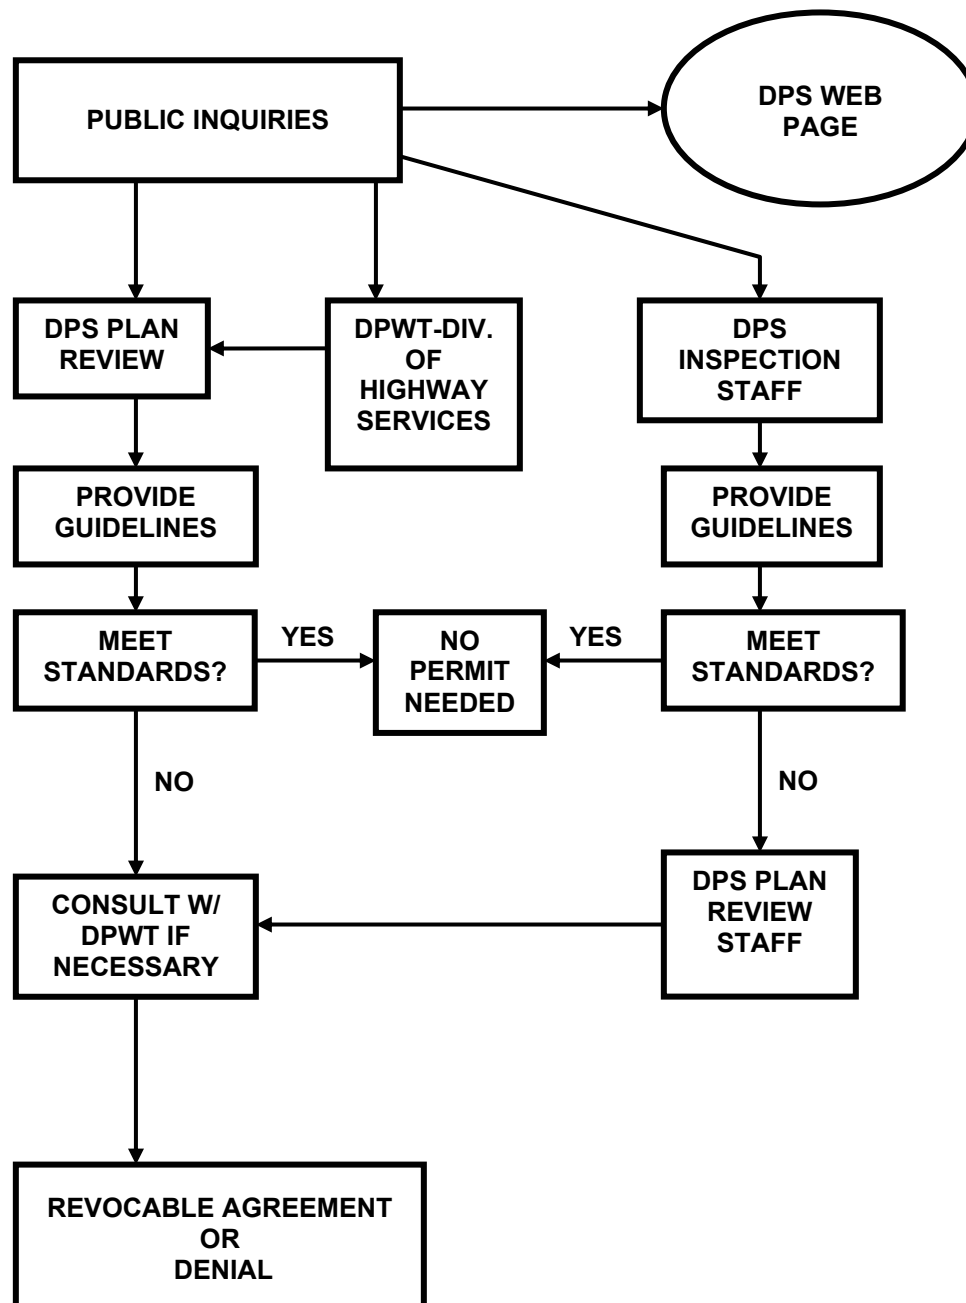 PUBLIC INQUIRIES
DPS WEB
PAGE
DPS PLAN
REVIEW
DPWT-DIV.
OF
HIGHWAY
SERVICES
DPS
INSPECTION
STAFF
PROVIDE
GUIDELINES
PROVIDE
GUIDELINES
MEET
STANDARDS?
YES
NO
PERMIT
NEEDED
YES
MEET
STANDARDS?
NO
NO
CONSULT W/
DPWT IF
NECESSARY
DPS PLAN
REVIEW
STAFF
REVOCABLE AGREEMENT
OR
DENIAL